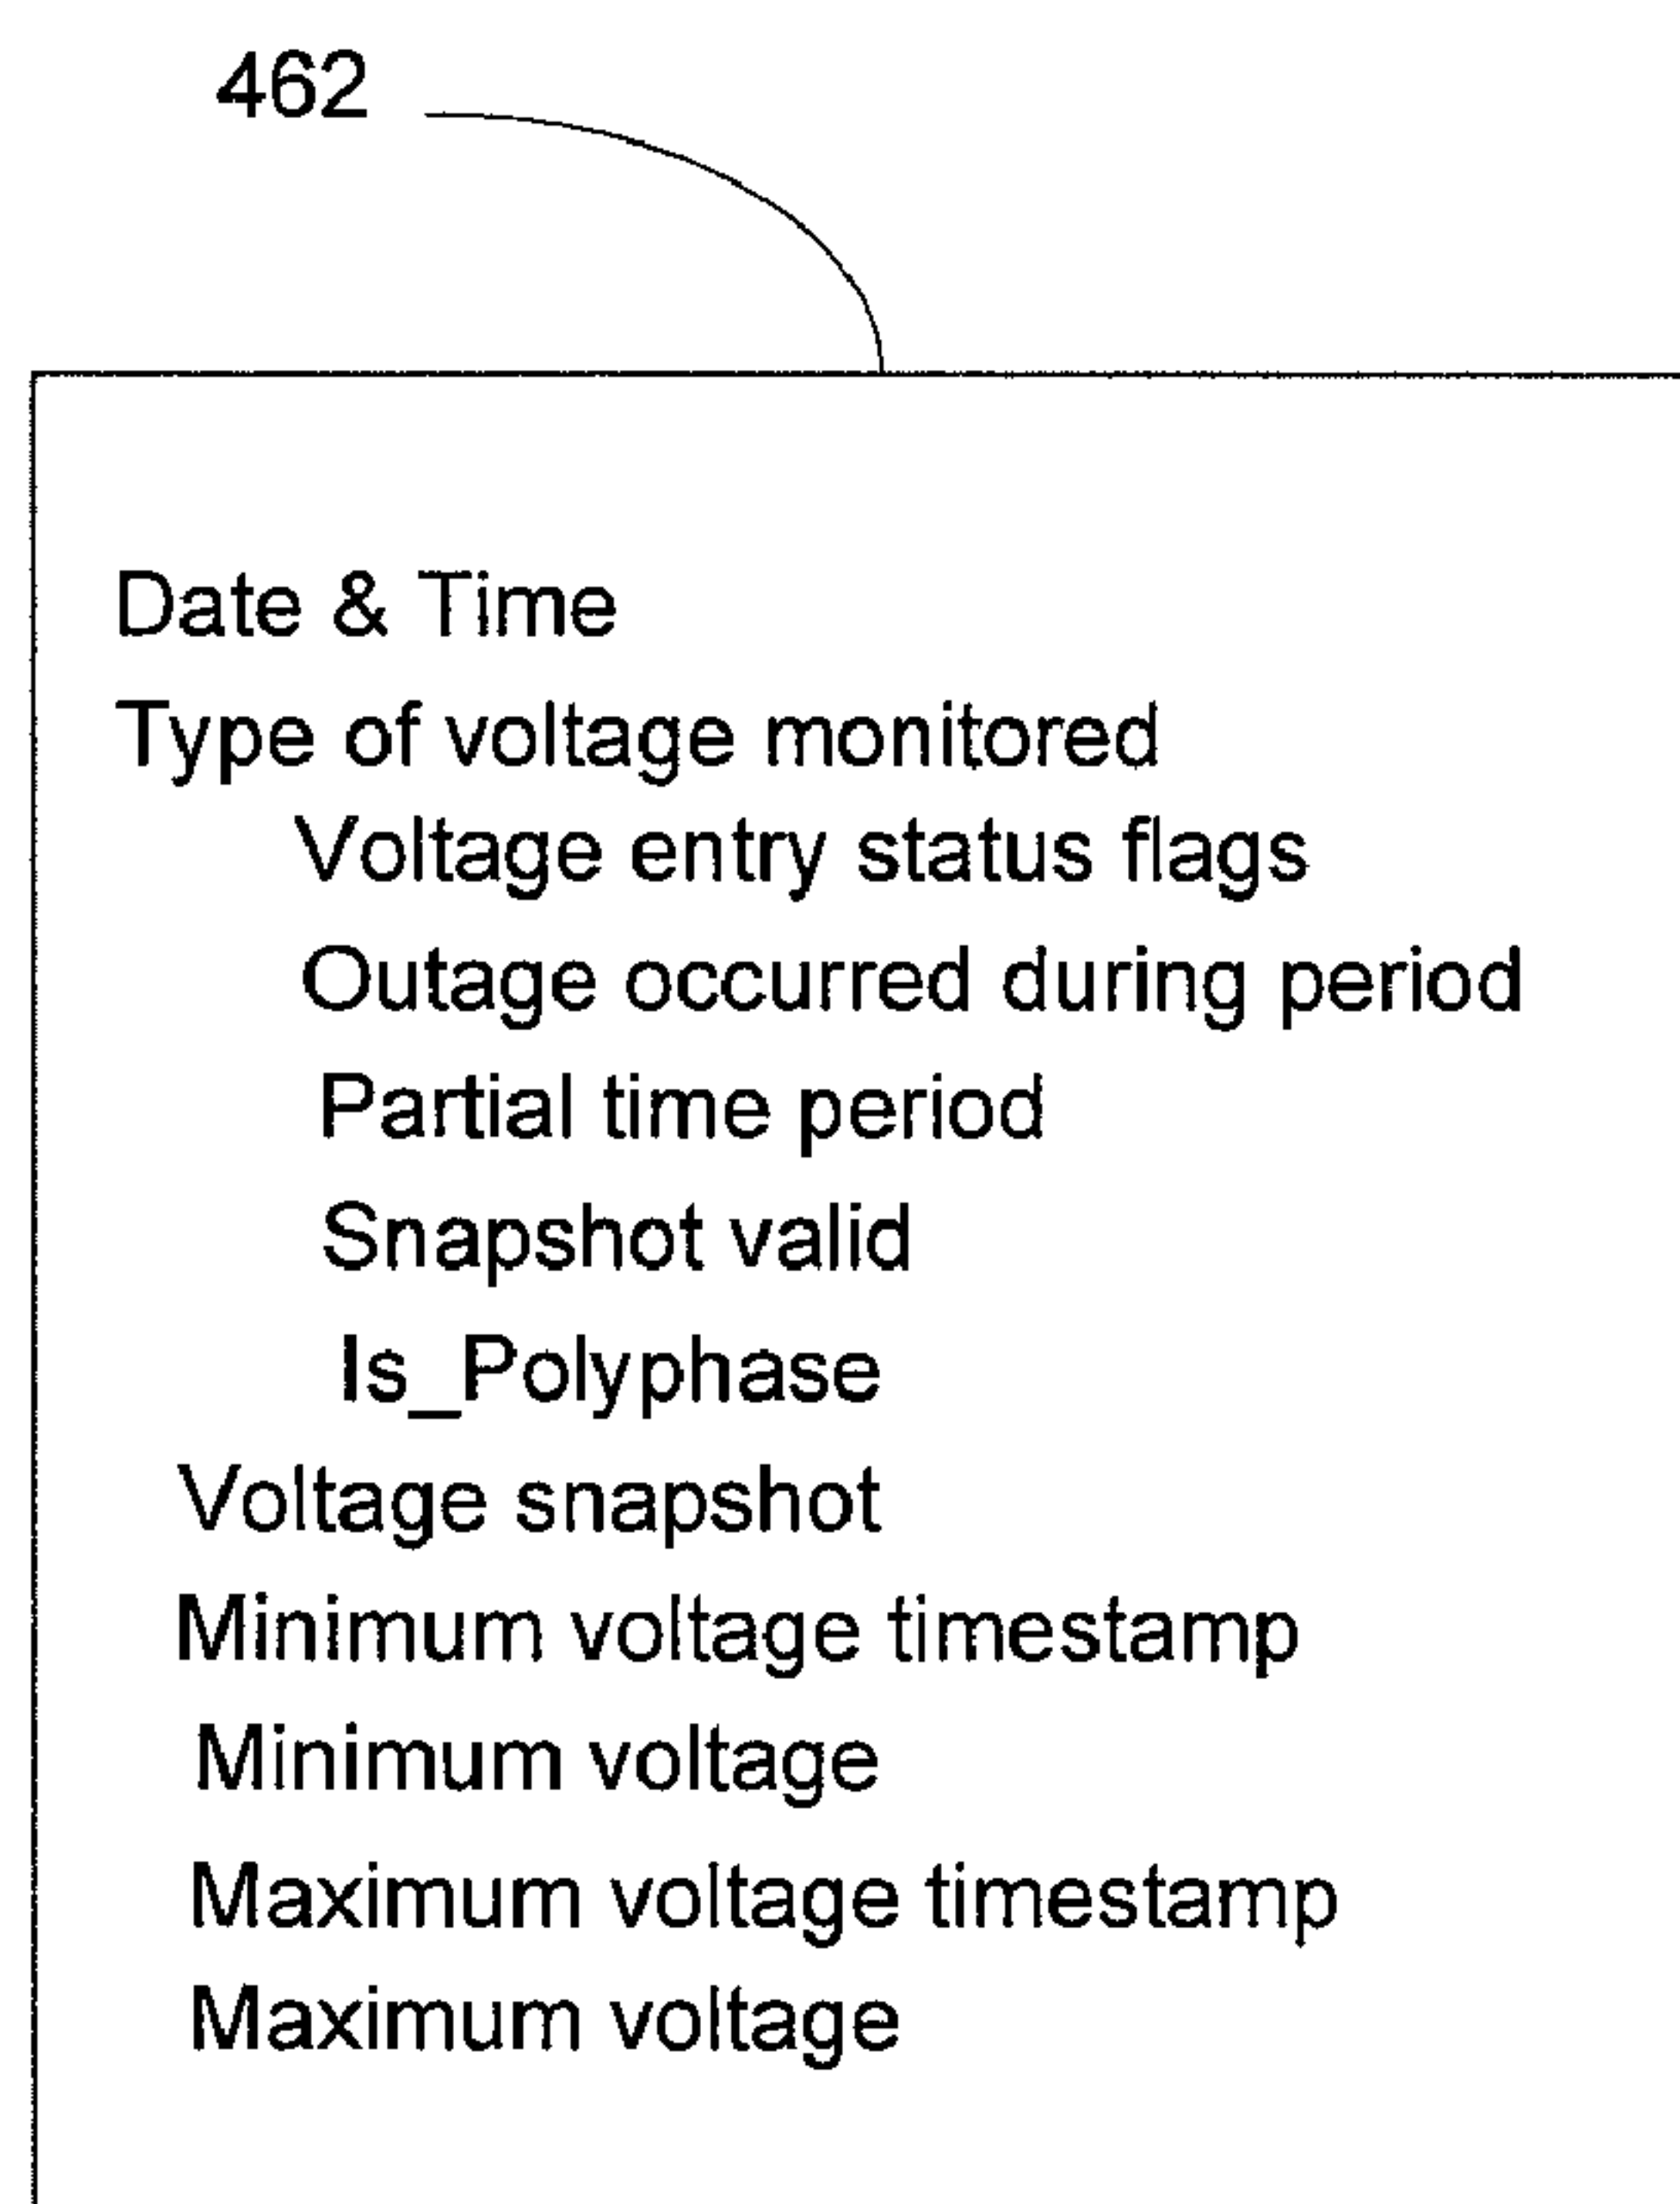 462
Date & Time
Type of voltage monitored
Voltage entry status flags
Outage occurred during period
Partial time period
Snapshot valid
Is_Polyphase
Voltage snapshot
Minimum voltage timestamp
Minimum voltage
Maximum voltage timestamp
Maximum voltage